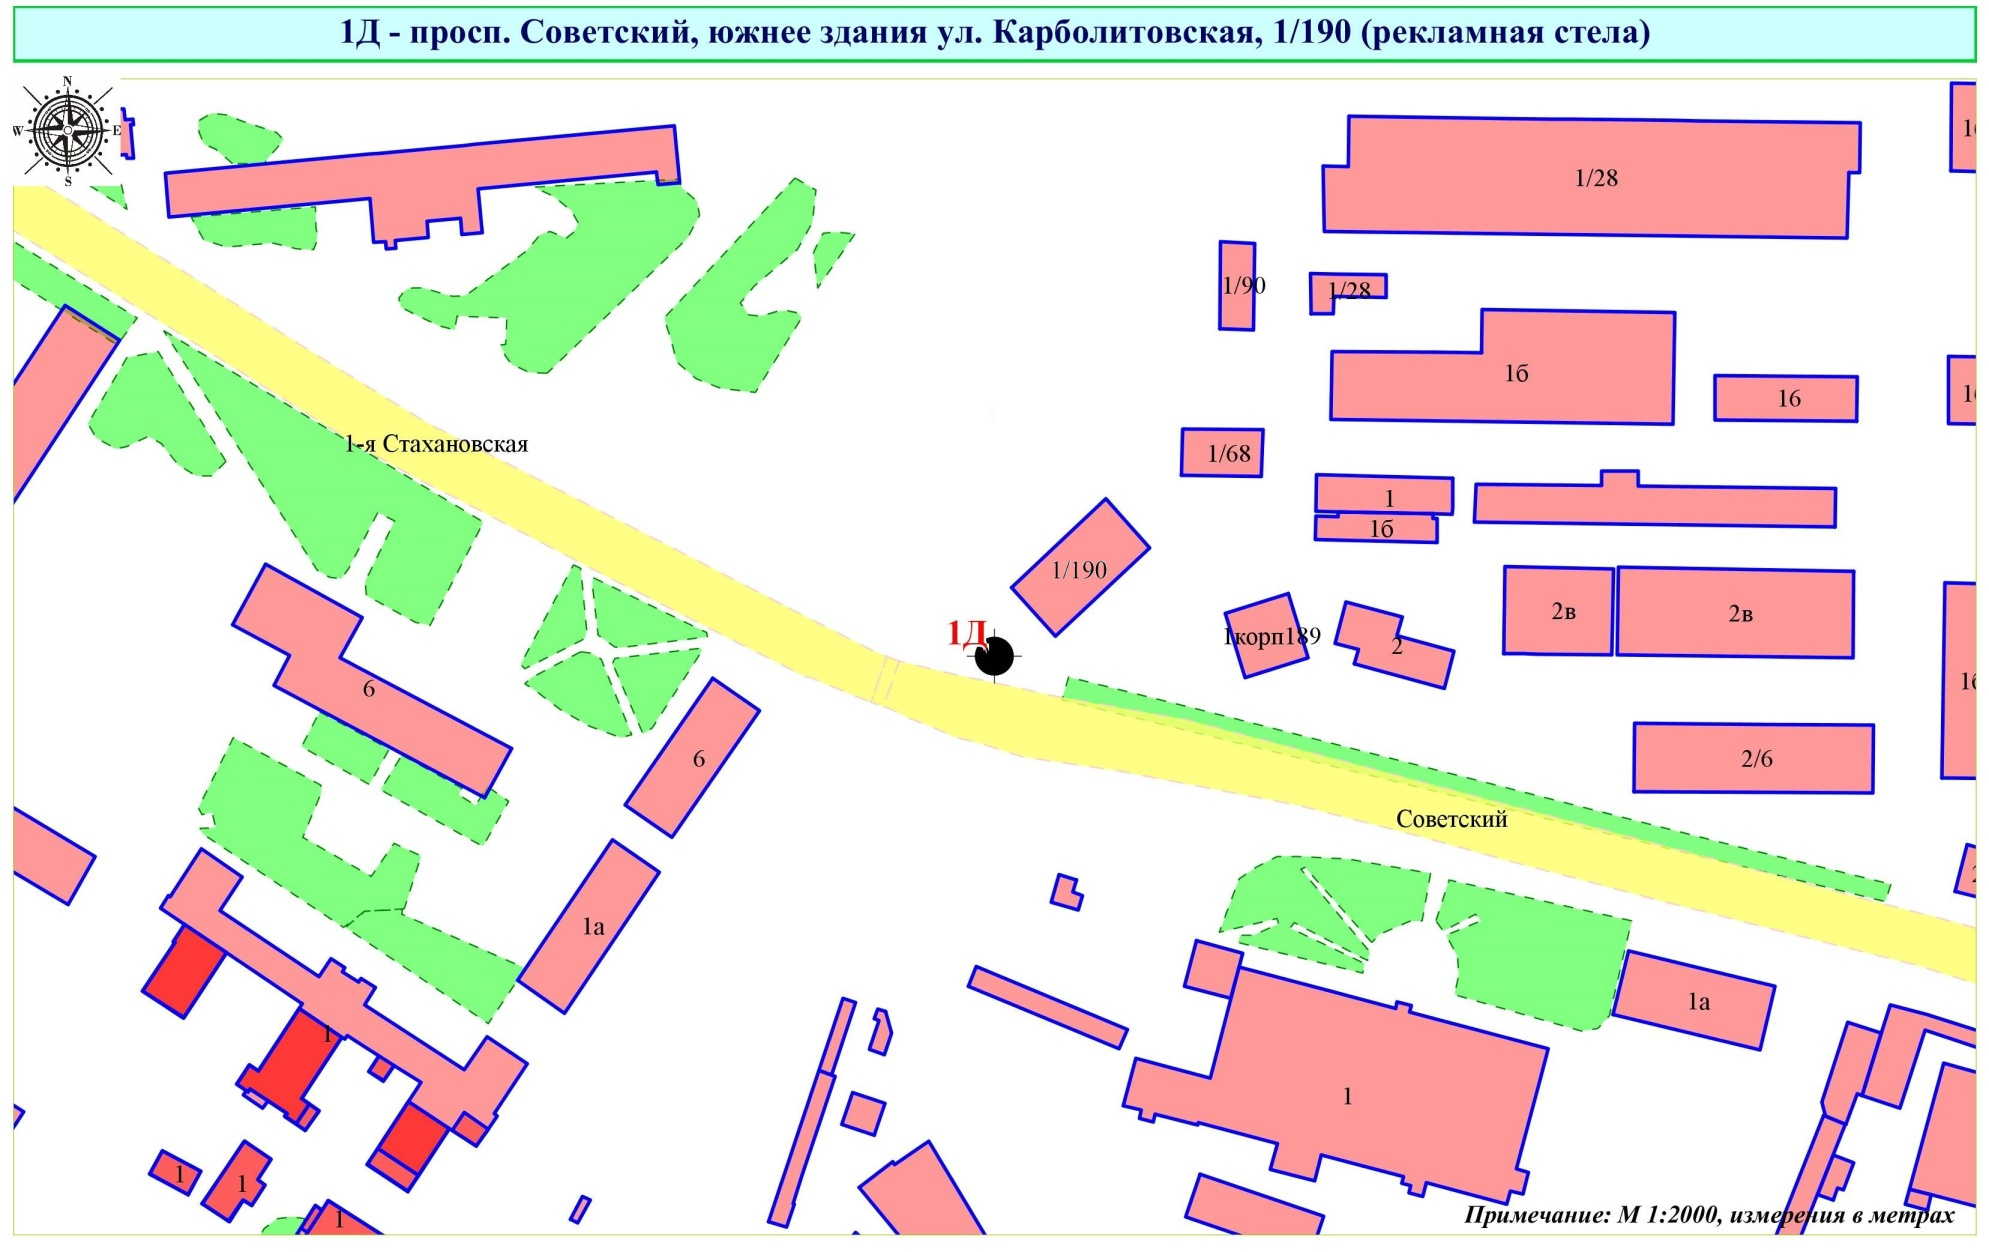 1Д - просп. Советский, южнее здания ул. Карболитовская, 1/190 (рекламная стела)
N
W
E
S
1/28
1/90
1/28
1б
16
1-я Стахановская
1/68
1
1б
1/190
1Д
1корп189
2
2в
2в
6
6
2/6
Советский
1а
1а
1
1
1
1
1
Примечание: М 1:2000, измерения в метрах